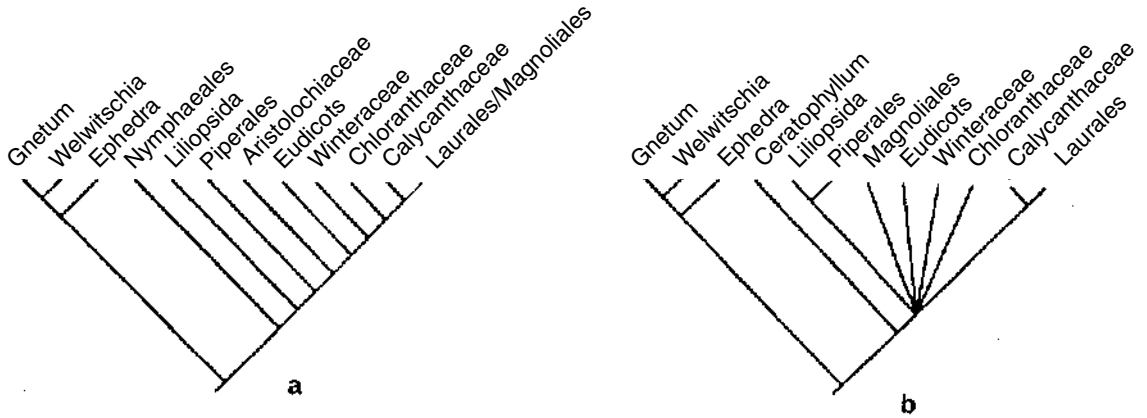 Gnetum
Welwitschia
Ephedra
Nymphaeales
Liliopsida
Piperales
Aristolochiaceae
Eudicots
Winteraceae
Chloranthaceae
Calycanthaceae
Laurales/Magnoliales
a
Gnetum
Welwitschia
Ephedra
Ceratophyllum
Liliopsida
Piperales
Magnoliales
Eudicots
Winteraceae
Chloranthaceae
Calycanthaceae
Laurales
b